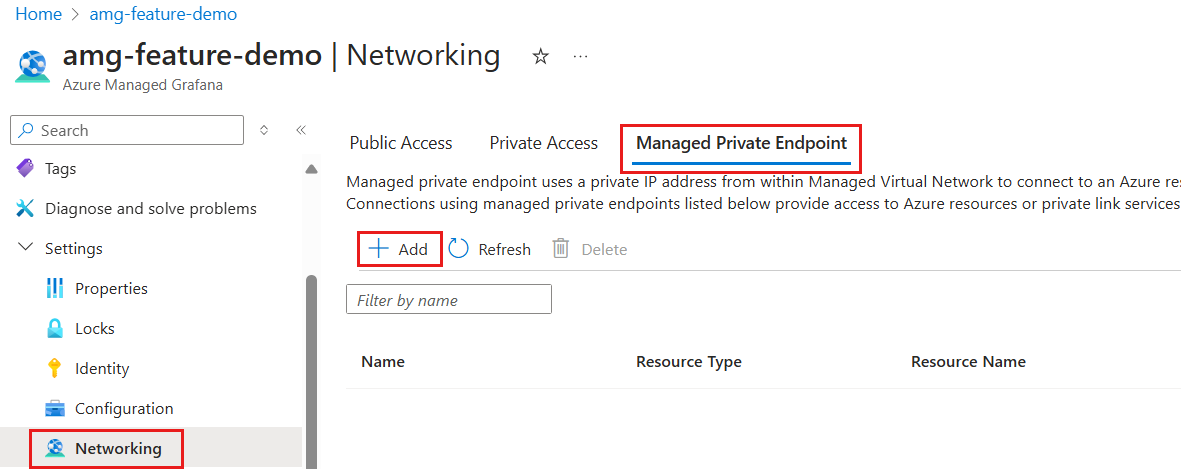 Home > amg-feature-demo
amg-feature-demo | Networking
Azure Managed Grafana
Search
Tags
Diagnose and solve problems
Settings
Properties
Locks
Identity
Configuration
Networking
Public Access Private Access Managed Private Endpoint
Managed private endpoint uses a private IP address from within Managed Virtual Network to connect to an Azure res
Connections using managed private endpoints listed below provide access to Azure resources or private link services
Add Refresh Delete
Filter by name
Name Resource Type Resource Name